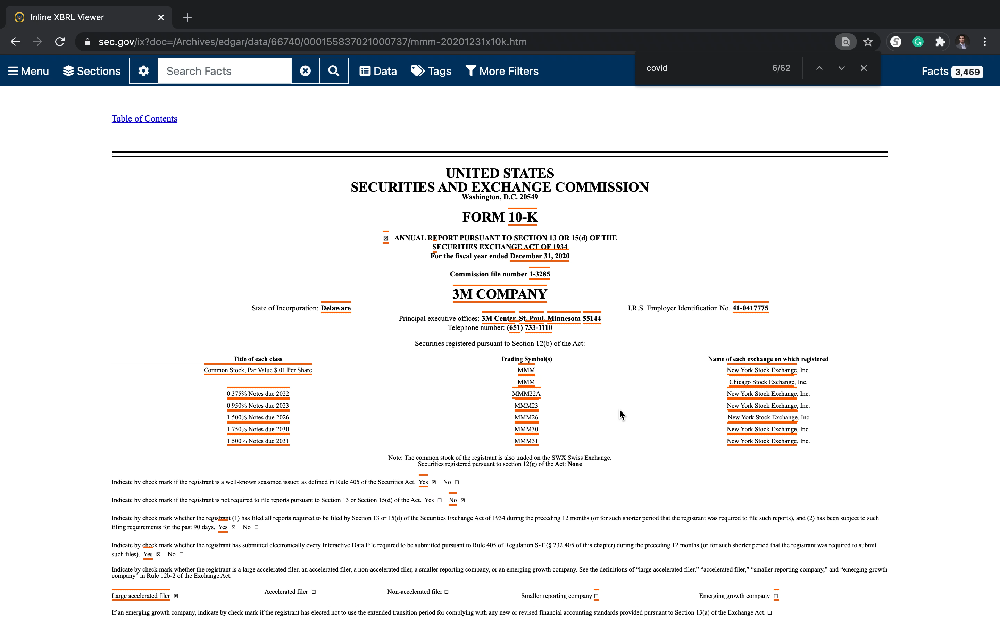 Inline XBRL Viewer
sec.gov/ix?doc=/Archives/edgar/data/66740/000155837021000737/mmm-20201231x10k.htm
Menu Sections Search Facts Data Tags More Filters covid 6/62 Facts 3,459
Table of Contents
UNITED STATES
SECURITIES AND EXCHANGE COMMISSION
Washington, D.C. 20549
FORM 10-K
☒ ANNUAL REPORT PURSUANT TO SECTION 13 OR 15(d) OF THE
SECURITIES EXCHANGE ACT OF 1934
For the fiscal year ended December 31, 2020
Commission file number 1-3285
3M COMPANY
State of Incorporation: Delaware I.R.S. Employer Identification No. 41-0417775
Principal executive offices: 3M Center, St. Paul, Minnesota 55144
Telephone number: (651) 733-1110
Securities registered pursuant to Section 12(b) of the Act:
Title of each class Trading Symbol(s) Name of each exchange on which registered
Common Stock, Par Value $.01 Per Share MMM New York Stock Exchange, Inc.
MMM Chicago Stock Exchange, Inc.
0.375% Notes due 2022 MMM22A New York Stock Exchange, Inc.
0.950% Notes due 2023 MMM23 New York Stock Exchange, Inc.
1.500% Notes due 2026 MMM26 New York Stock Exchange, Inc
1.750% Notes due 2030 MMM30 New York Stock Exchange, Inc.
1.500% Notes due 2031 MMM31 New York Stock Exchange, Inc.
Note: The common stock of the registrant is also traded on the SWX Swiss Exchange.
Securities registered pursuant to section 12(g) of the Act: None
Indicate by check mark if the registrant is a well-known seasoned issuer, as defined in Rule 405 of the Securities Act. Yes ☒ No ☐
Indicate by check mark if the registrant is not required to file reports pursuant to Section 13 or Section 15(d) of the Act. Yes ☐ No ☒
Indicate by check mark whether the registrant (1) has filed all reports required to be filed by Section 13 or 15(d) of the Securities Exchange Act of 1934 during the preceding 12 months (or for such shorter period that the registrant was required to file such reports), and (2) has been subject to such
filing requirements for the past 90 days. Yes ☒ No ☐
Indicate by check mark whether the registrant has submitted electronically every Interactive Data File required to be submitted pursuant to Rule 405 of Regulation S-T (§ 232.405 of this chapter) during the preceding 12 months (or for such shorter period that the registrant was required to submit
such files). Yes ☒ No ☐
Indicate by check mark whether the registrant is a large accelerated filer, an accelerated filer, a non-accelerated filer, a smaller reporting company, or an emerging growth company. See the definitions of “large accelerated filer,” “accelerated filer,” “smaller reporting company,” and “emerging growth
company” in Rule 12b-2 of the Exchange Act.
Large accelerated filer ☒ Accelerated filer ☐ Non-accelerated filer ☐ Smaller reporting company ☐ Emerging growth company ☐
If an emerging growth company, indicate by check mark if the registrant has elected not to use the extended transition period for complying with any new or revised financial accounting standards provided pursuant to Section 13(a) of the Exchange Act. ☐